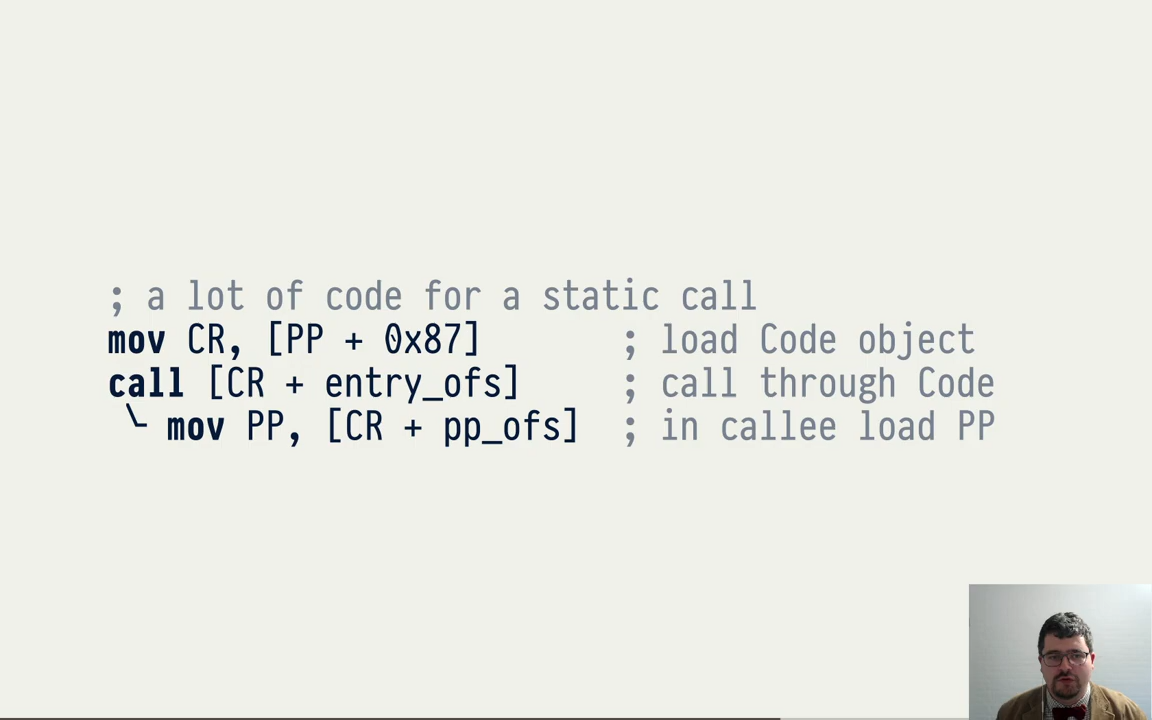 ; a lot of code for a static call
mov CR, [PP + 0x87] ; load Code object
call [CR + entry_ofs] ; call through Code
╰ mov PP, [CR + pp_ofs] ; in callee load PP